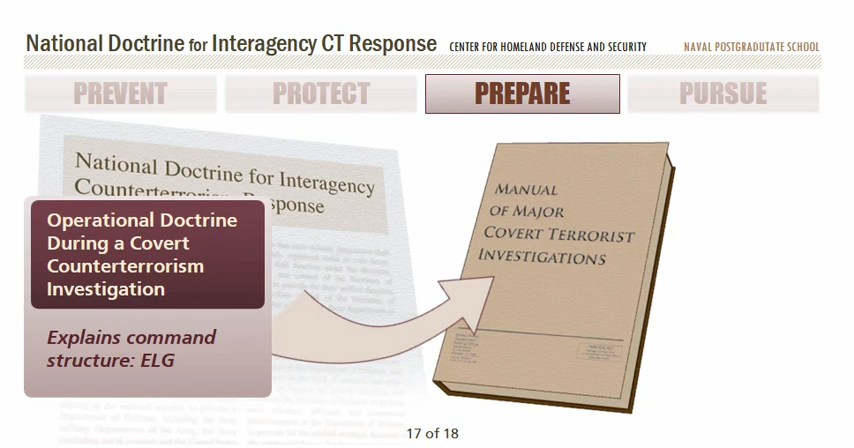 National Doctrine for Interagency CT Response CENTER FOR HOMELAND DEFENSE AND SECURITY NAVAL POSTGRADUTATE SCHOOL
PREVENT PROTECT PREPARE PURSUE
National Doctrine for Interagency
Counterterrorism Response
Operational Doctrine
During a Covert
Counterterrorism
Investigation
Explains command
structure: ELG
MANUAL
OF MAJOR
COVERT TERRORIST
INVESTIGATIONS
17 of 18